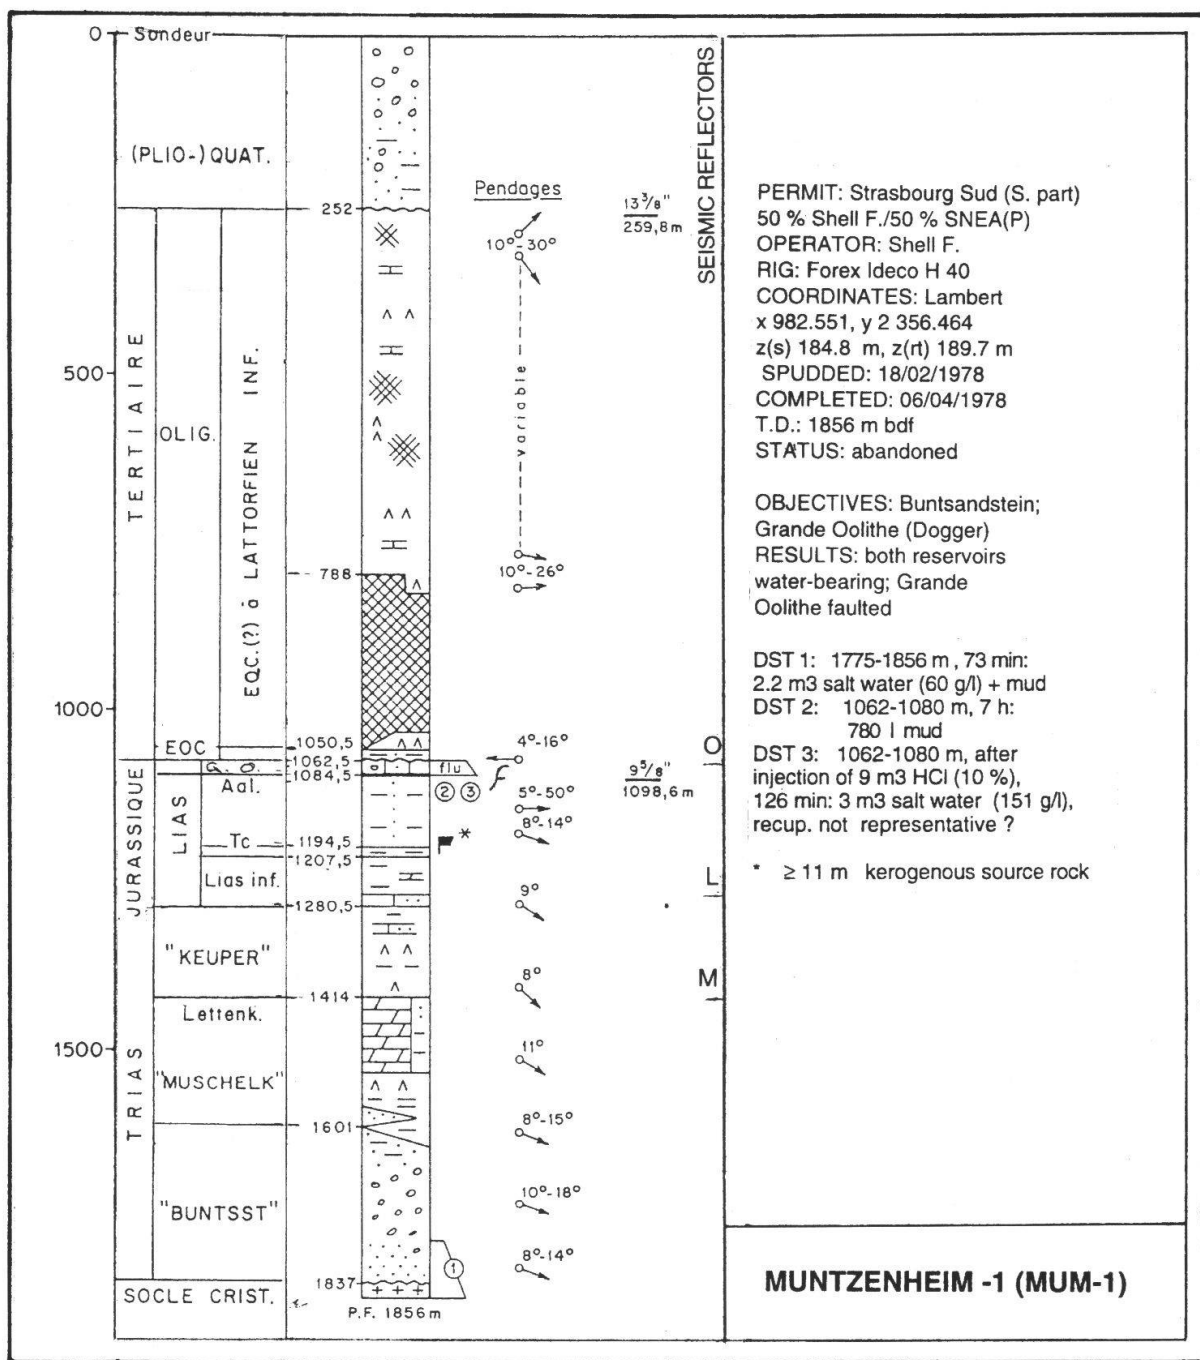 0 Sondeur
(PLIO-) QUAT.
252
Pendages
13 3/8"
259,8 m
SEISMIC REFLECTORS
10°-30°
500
TERTIAIRE
OLIG.
EOC.(?) à LATTORFIEN INF.
variable
788
10°-26°
1000
EOC
1050,5
4°-16°
O
1062,5
G. O.
flu
f
9 5/8"
1098,6 m
1084,5
Aal.
2 3
5°-50°
JURASSIQUE
LIAS
8°-14°
Tc
1194,5
*
1207,5
Lias inf.
L
1280,5
9°
"KEUPER"
8°
M
1414
Lettenk.
1500
TRIAS
11°
"MUSCHELK"
1601
8°-15°
"BUNTSST"
10°-18°
8°-14°
1
1837
SOCLE CRIST.
P.F. 1856 m
PERMIT: Strasbourg Sud (S. part)
50 % Shell F./50 % SNEA(P)
OPERATOR: Shell F.
RIG: Forex Ideco H 40
COORDINATES: Lambert
x 982.551, y 2 356.464
z(s) 184.8 m, z(rt) 189.7 m
SPUDDED: 18/02/1978
COMPLETED: 06/04/1978
T.D.: 1856 m bdf
STATUS: abandoned
OBJECTIVES: Buntsandstein;
Grande Oolithe (Dogger)
RESULTS: both reservoirs
water-bearing; Grande
Oolithe faulted
DST 1: 1775-1856 m , 73 min:
2.2 m3 salt water (60 g/l) + mud
DST 2: 1062-1080 m, 7 h:
780 l mud
DST 3: 1062-1080 m, after
injection of 9 m3 HCl (10 %),
126 min: 3 m3 salt water (151 g/l),
recup. not representative ?
* ≥ 11 m kerogenous source rock
MUNTZENHEIM -1 (MUM-1)